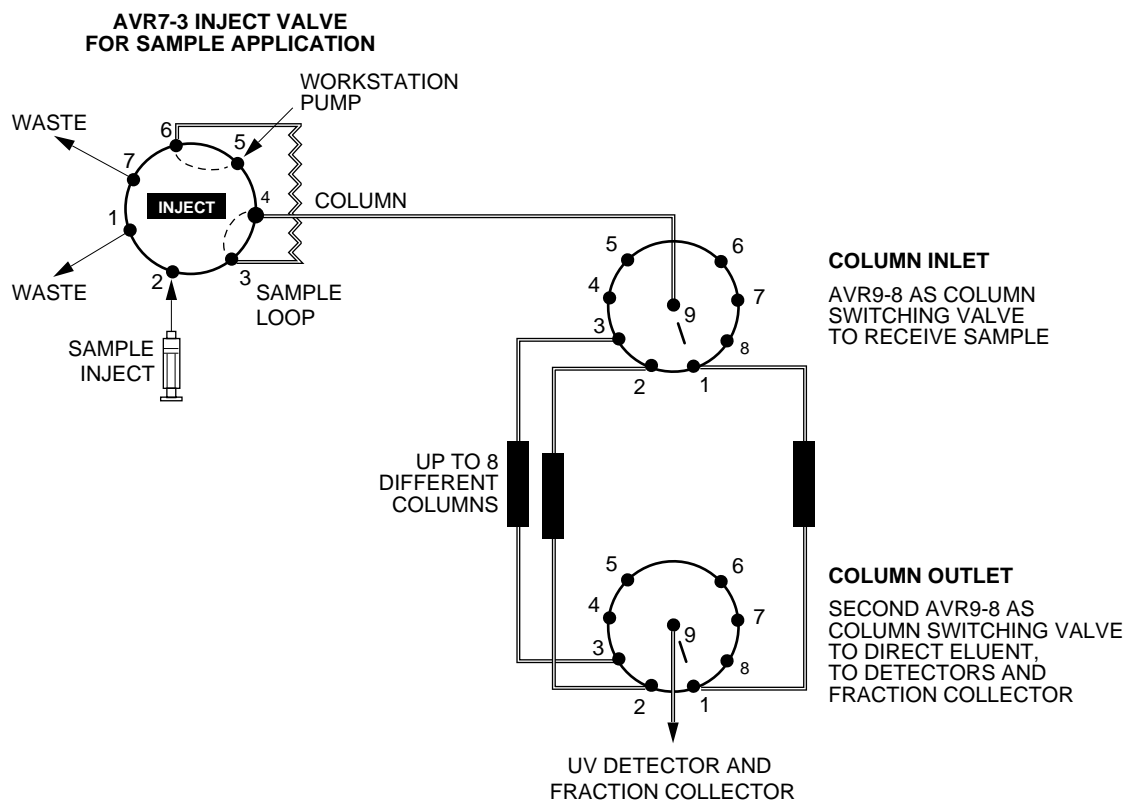 AVR7-3 INJECT VALVE
FOR SAMPLE APPLICATION
WORKSTATION
PUMP
WASTE
6
5
7
INJECT
4
COLUMN
1
2
3
WASTE
SAMPLE
LOOP
SAMPLE
INJECT
5
6
4
7
3
9
8
2
1
COLUMN INLET
AVR9-8 AS COLUMN
SWITCHING VALVE
TO RECEIVE SAMPLE
UP TO 8
DIFFERENT
COLUMNS
5
6
4
7
3
9
8
2
1
COLUMN OUTLET
SECOND AVR9-8 AS
COLUMN SWITCHING VALVE
TO DIRECT ELUENT,
TO DETECTORS AND
FRACTION COLLECTOR
UV DETECTOR AND
FRACTION COLLECTOR